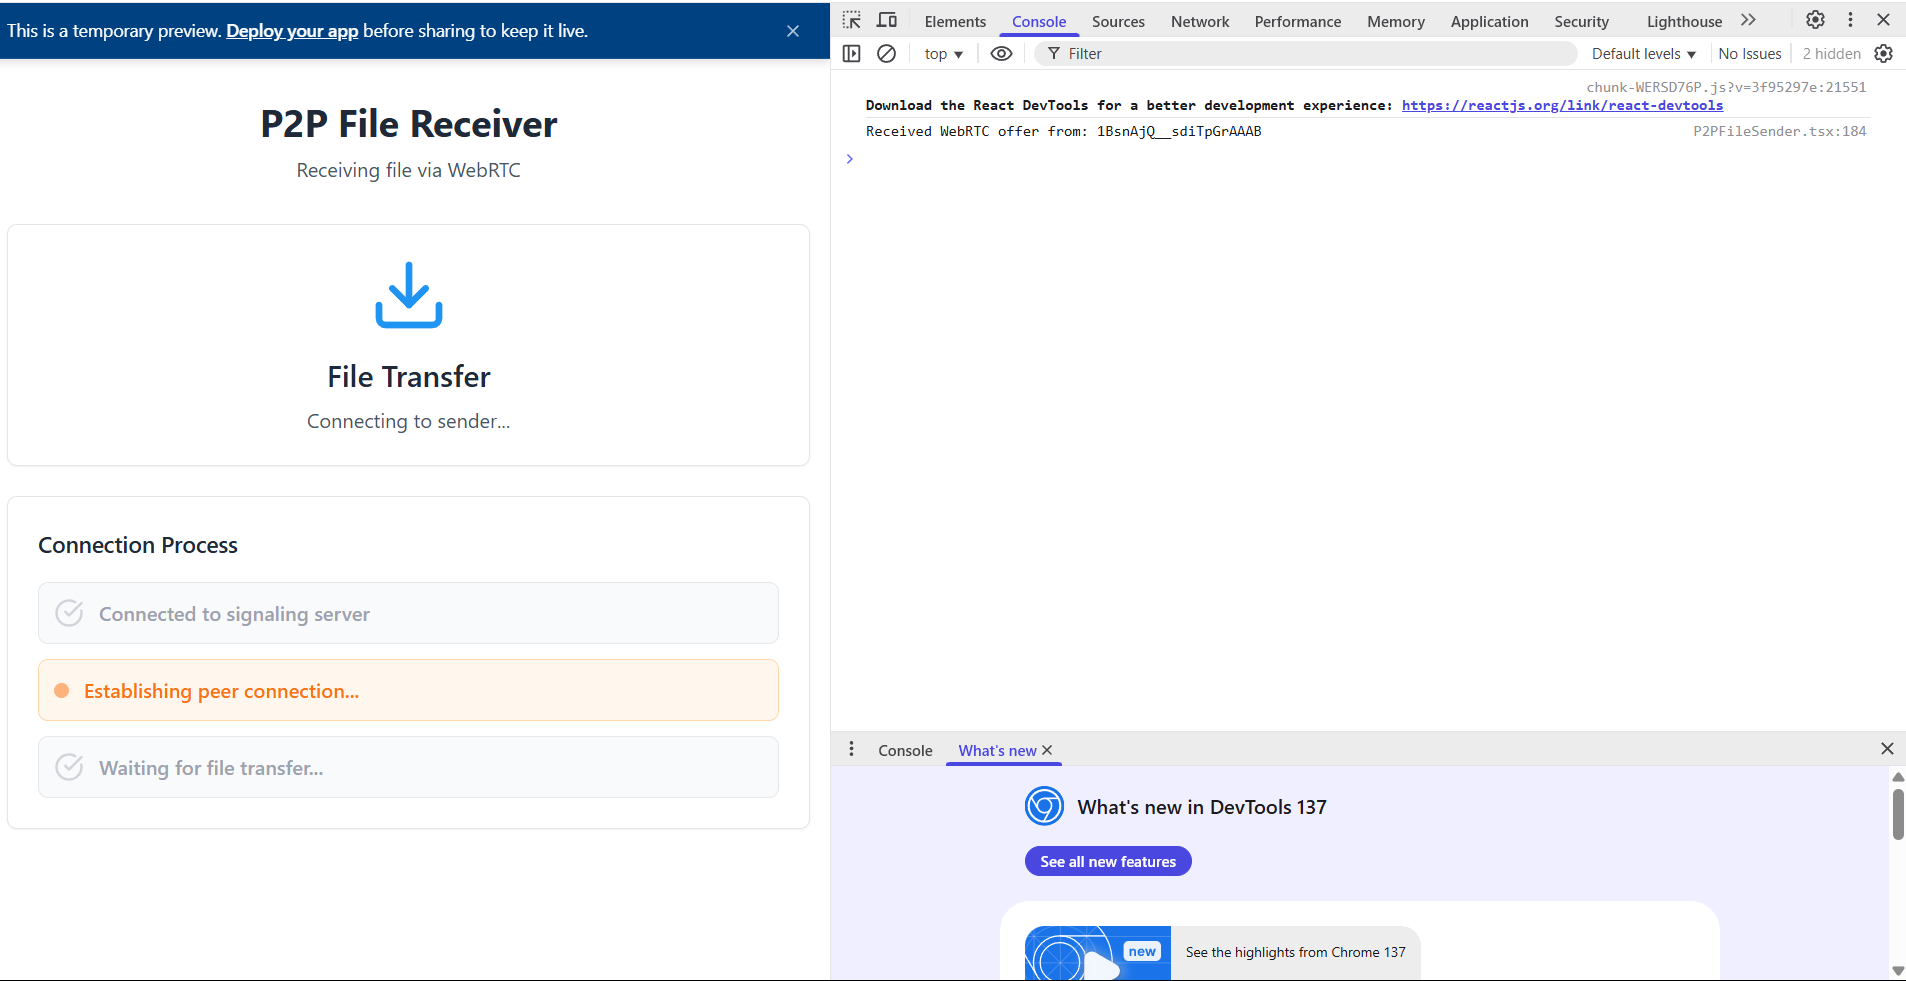 This is a temporary preview. Deploy your app before sharing to keep it live.
P2P File Receiver
Receiving file via WebRTC
File Transfer
Connecting to sender...
Connection Process
Connected to signaling server
Establishing peer connection...
Waiting for file transfer...
Elements Console Sources Network Performance Memory Application Security Lighthouse
top Filter Default levels No Issues 2 hidden
chunk-WERSD76P.js?v=3f95297e:21551
Download the React DevTools for a better development experience: https://reactjs.org/link/react-devtools
Received WebRTC offer from: 1BsnAjQ__sdiTpGrAAAB P2PFileSender.tsx:184
Console What's new
What's new in DevTools 137
See all new features
new
See the highlights from Chrome 137